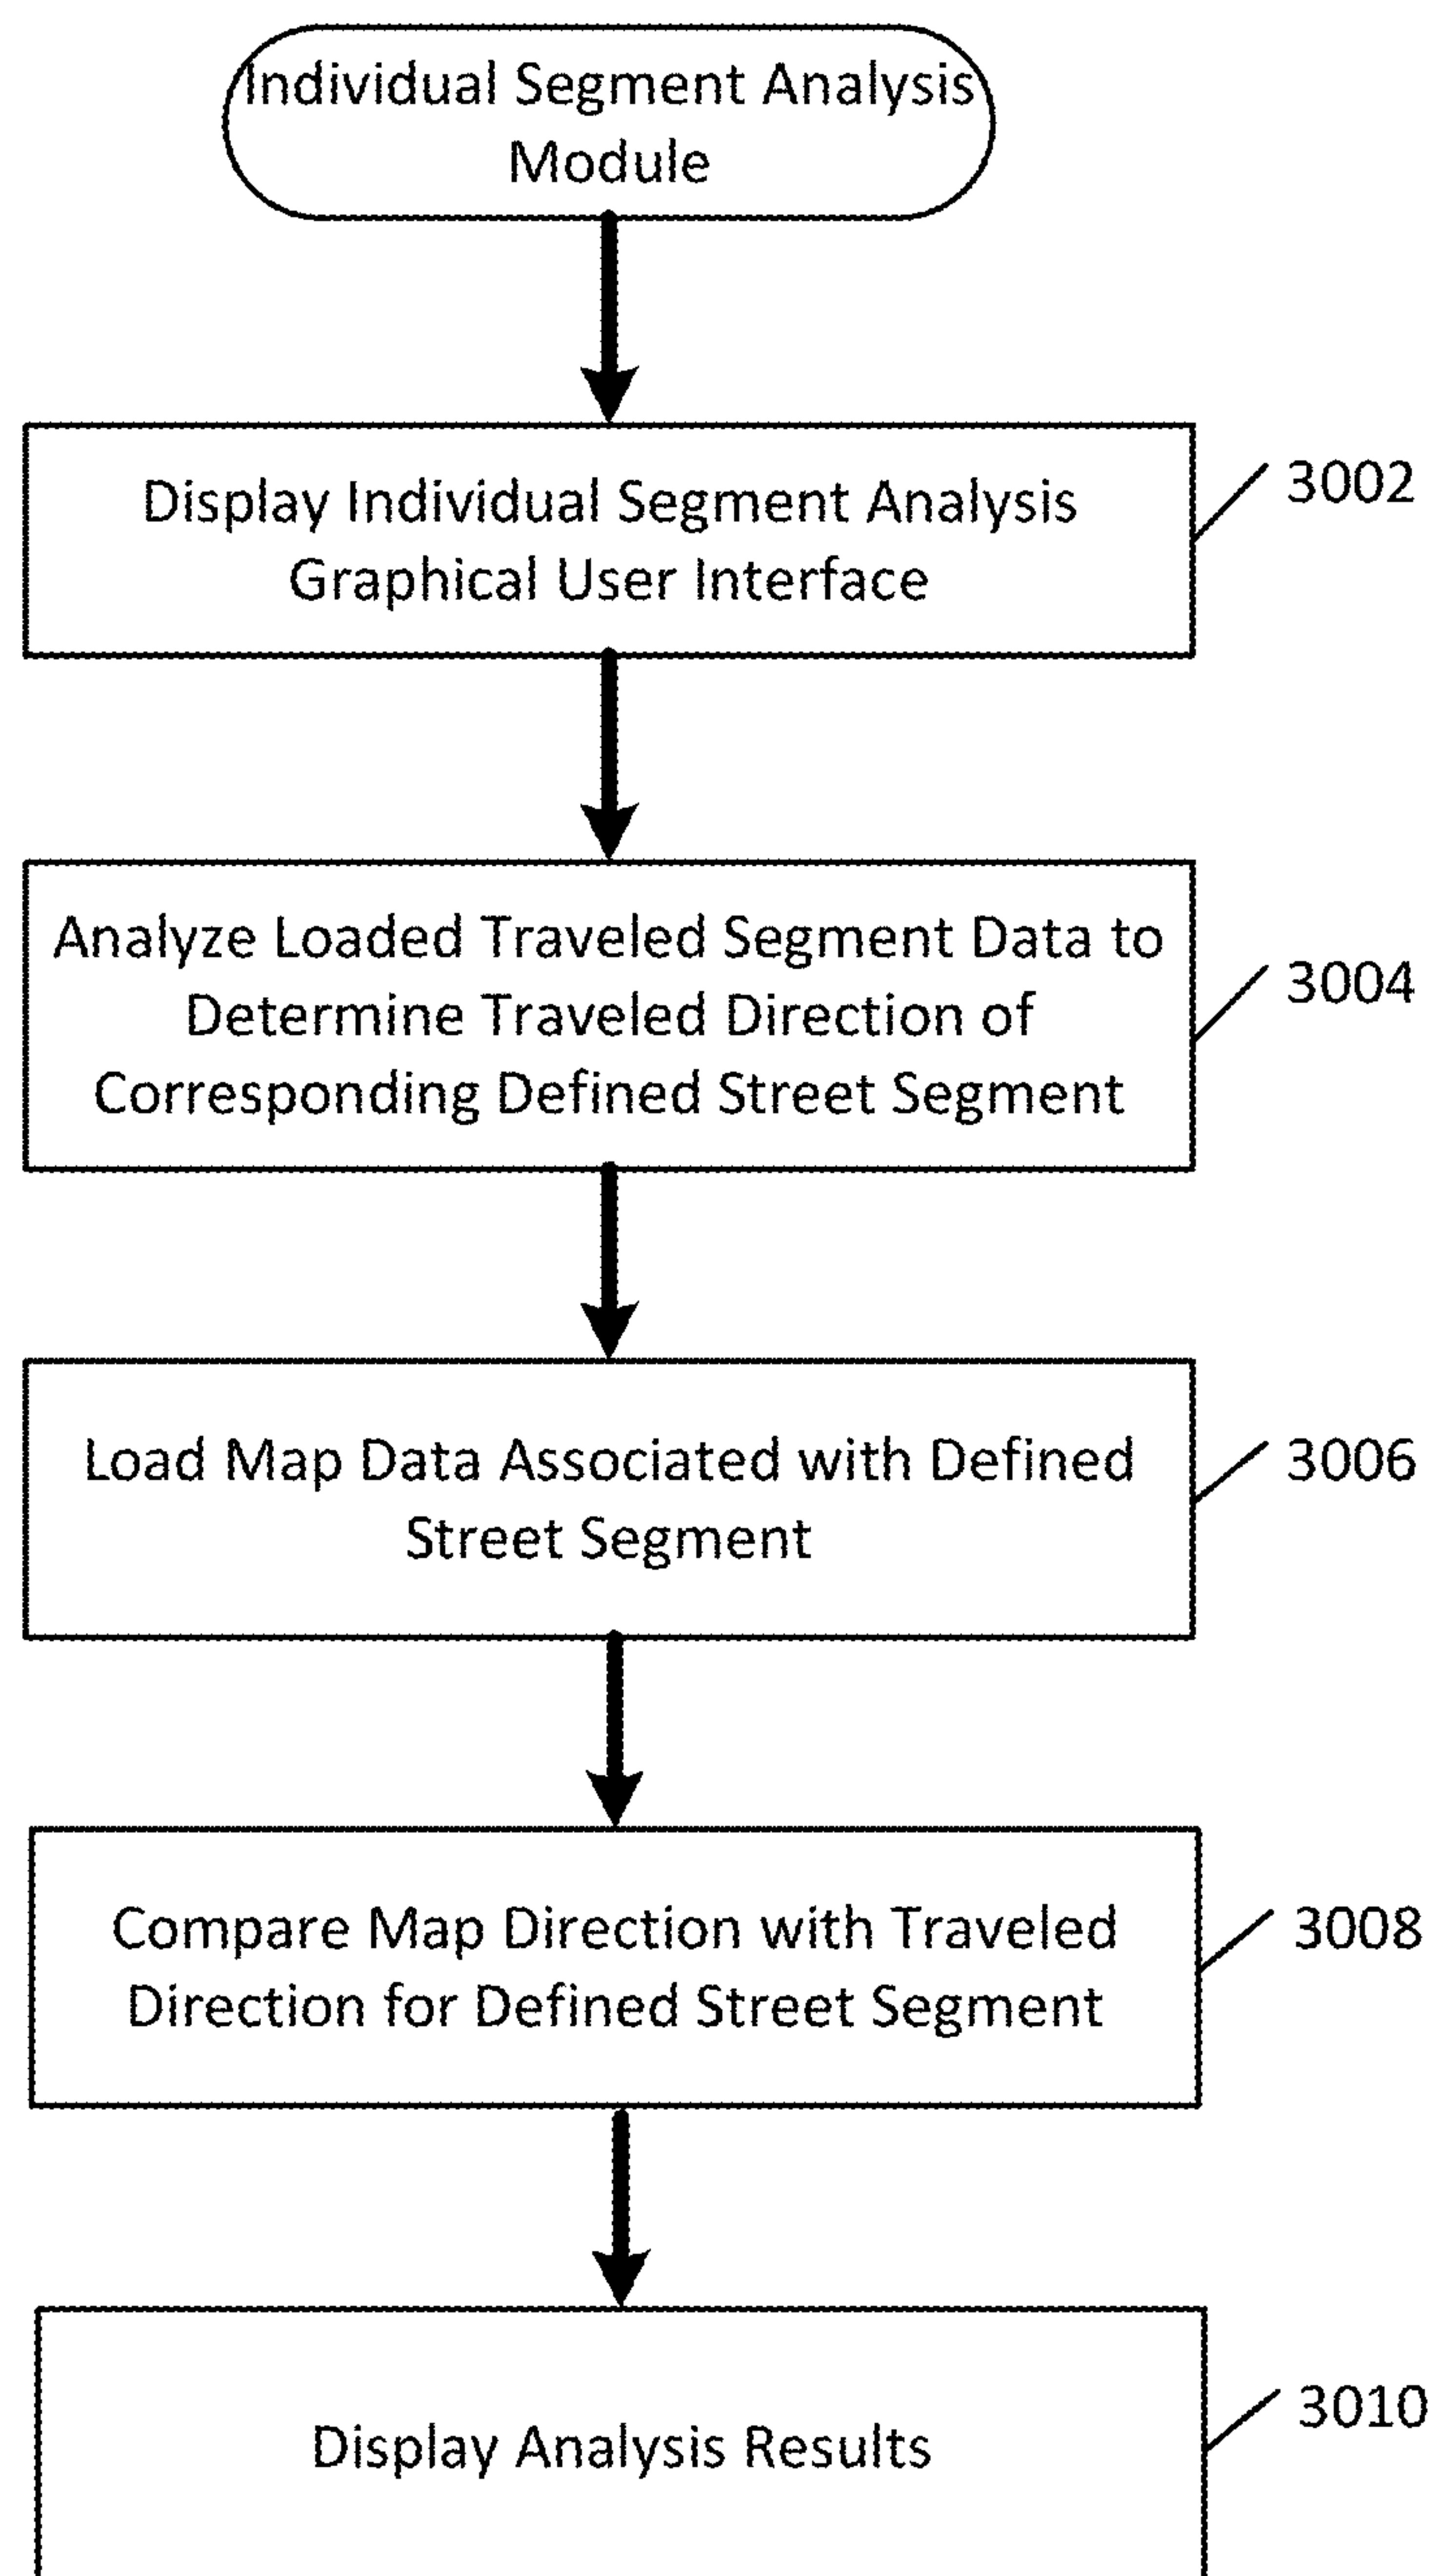 Individual Segment Analysis
Module
Display Individual Segment Analysis
Graphical User Interface
3002
Analyze Loaded Traveled Segment Data to
Determine Traveled Direction of
Corresponding Defined Street Segment
3004
Load Map Data Associated with Defined
Street Segment
3006
Compare Map Direction with Traveled
Direction for Defined Street Segment
3008
Display Analysis Results
3010